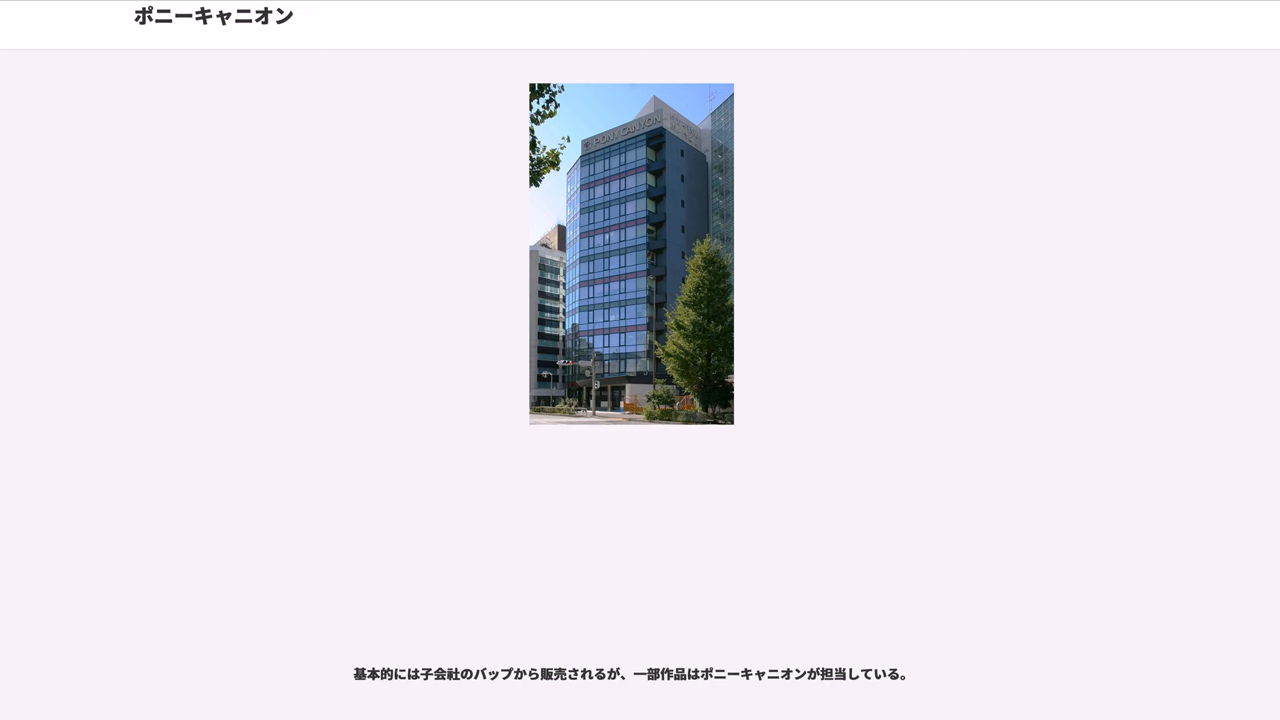 ポニーキャニオン
PONY CANYON
基本的には子会社のバップから販売されるが、一部作品はポニーキャニオンが担当している。